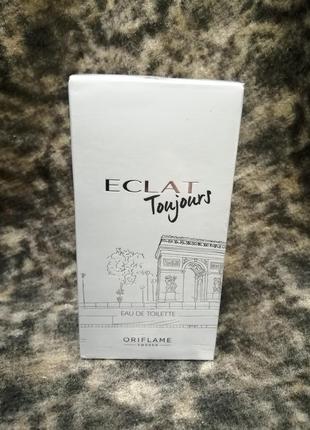 ECLAT
Toujours
EAU DE TOILETTE
ORIFLAME
SWEDEN